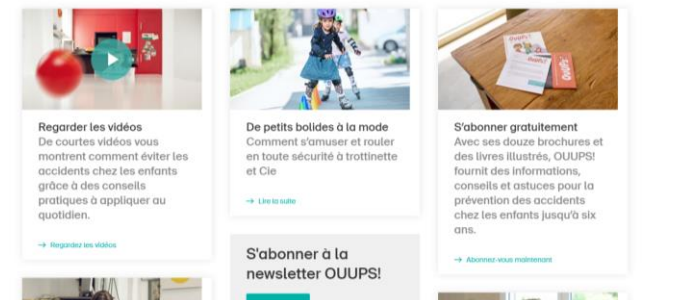 Regarder les vidéos
De courtes vidéos vous
montrent comment éviter les
accidents chez les enfants
grâce à des conseils
pratiques à appliquer au
quotidien.
→ Regardez les vidéos
De petits bolides à la mode
Comment s'amuser et rouler
en toute sécurité à trottinette
et Cie
→ Lire la suite
S'abonner à la
newsletter OUUPS!
Ouups!
Ouups!
S'abonner gratuitement
Avec ses douze brochures et
des livres illustrés, OUUPS!
fournit des informations,
conseils et astuces pour la
prévention des accidents
chez les enfants jusqu'à six
ans.
→ Abonnez-vous maintenant